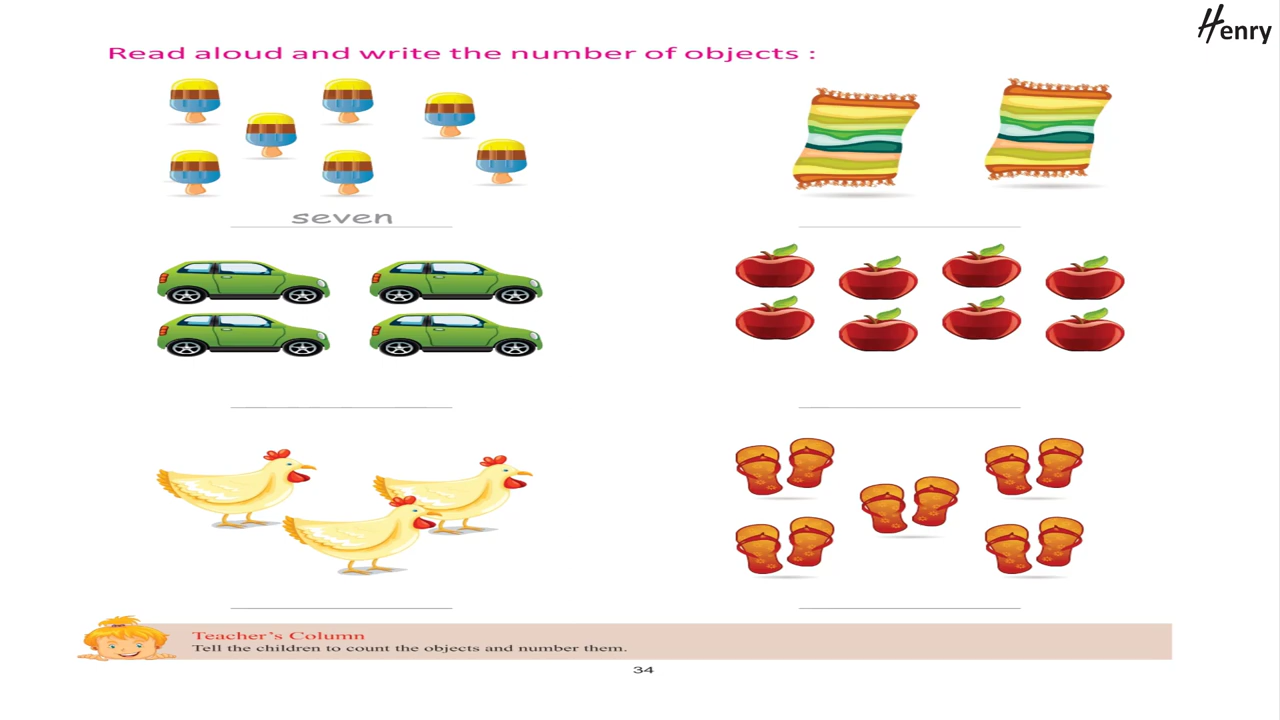 Henry
Read aloud and write the number of objects :
seven
Teacher's Column
Tell the children to count the objects and number them.
34